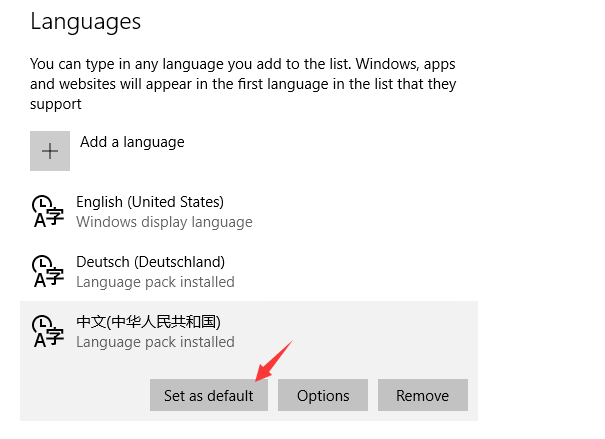 Languages
You can type in any language you add to the list. Windows, apps
and websites will appear in the first language in the list that they
support
Add a language
English (United States)
Windows display language
Deutsch (Deutschland)
Language pack installed
中文(中华人民共和国)
Language pack installed
Set as default
Options
Remove